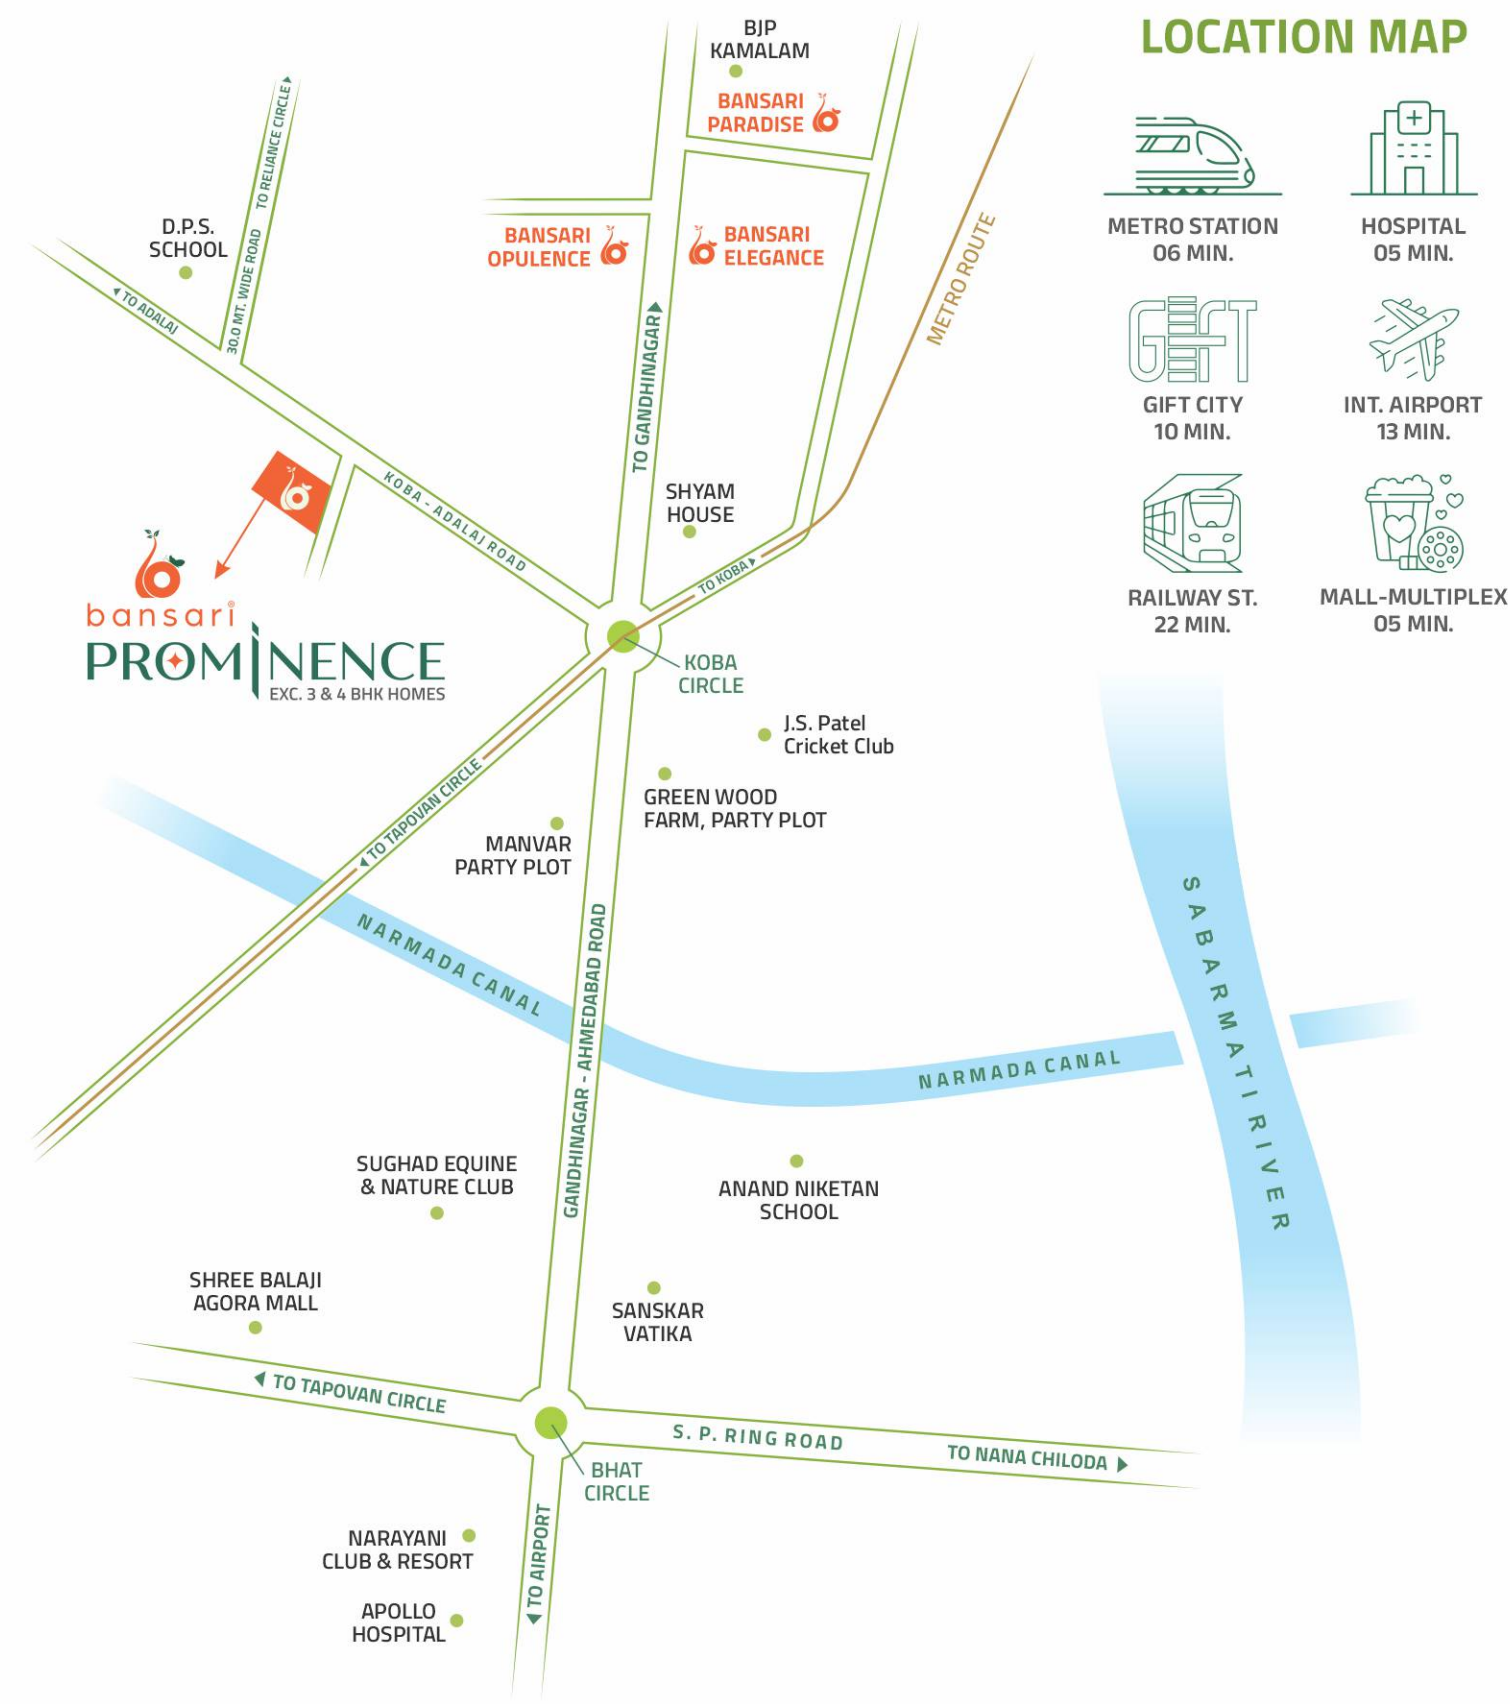 LOCATION MAP
METRO STATION
06 MIN.
HOSPITAL
05 MIN.
GIFT
GIFT CITY
10 MIN.
INT. AIRPORT
13 MIN.
RAILWAY ST.
22 MIN.
MALL-MULTIPLEX
05 MIN.
BJP
KAMALAM
BANSARI
PARADISE
BANSARI
OPULENCE
BANSARI
ELEGANCE
METRO ROUTE
TO RELIANCE CIRCLE
30.0 MT. WIDE ROAD
D.P.S.
SCHOOL
TO ADALAJ
TO GANDHINAGAR
KOBA - ADALAJ ROAD
SHYAM
HOUSE
TO KOBA
bansari®
PROMINENCE
EXC. 3 & 4 BHK HOMES
KOBA
CIRCLE
J.S. Patel
Cricket Club
GREEN WOOD
FARM, PARTY PLOT
TO TAPOVAN CIRCLE
MANVAR
PARTY PLOT
NARMADA CANAL
GANDHINAGAR - AHMEDABAD ROAD
NARMADA CANAL
SABARMATI RIVER
SUGHAD EQUINE
& NATURE CLUB
ANAND NIKETAN
SCHOOL
SHREE BALAJI
AGORA MALL
SANSKAR
VATIKA
TO TAPOVAN CIRCLE
S. P. RING ROAD
TO NANA CHILODA
BHAT
CIRCLE
TO AIRPORT
NARAYANI
CLUB & RESORT
APOLLO
HOSPITAL